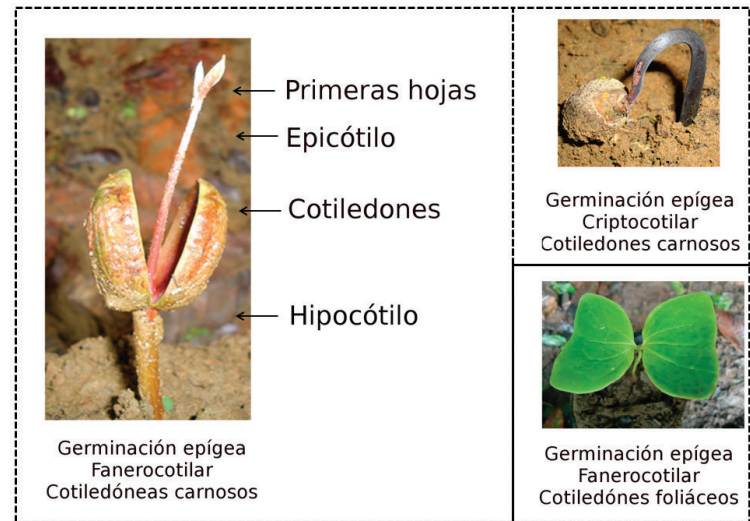 Primeras hojas
Epicótilo
Cotiledones
Hipocótilo
Germinación epígea
Fanerocotilar
Cotiledóneas carnosos
Germinación epígea
Criptocotilar
Cotiledones carnosos
Germinación epígea
Fanerocotilar
Cotiledónes foliáceos